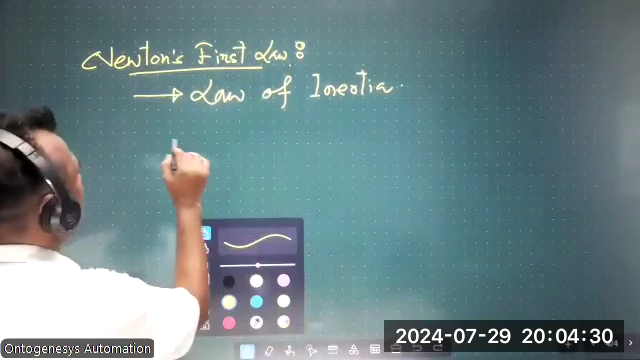 Newton's First Law:
→ Law of Inertia.
Ontogenesys Automation
2024-07-29 20:04:30